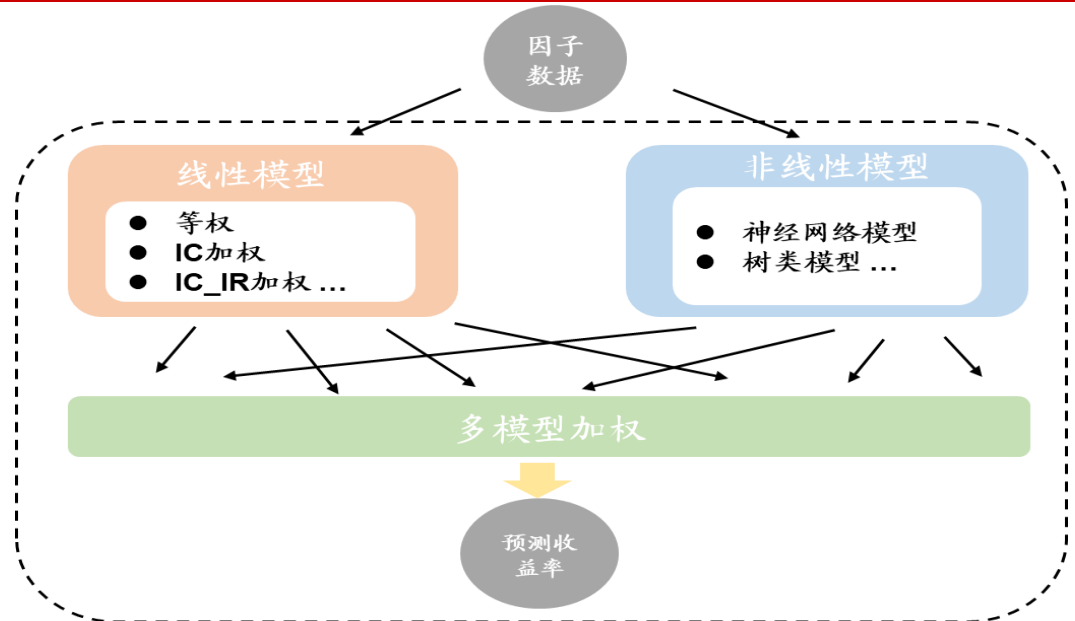 因子
数据
线性模型
● 等权
● IC加权
● IC_IR加权 ...
非线性模型
● 神经网络模型
● 树类模型 ...
多模型加权
预测收
益率